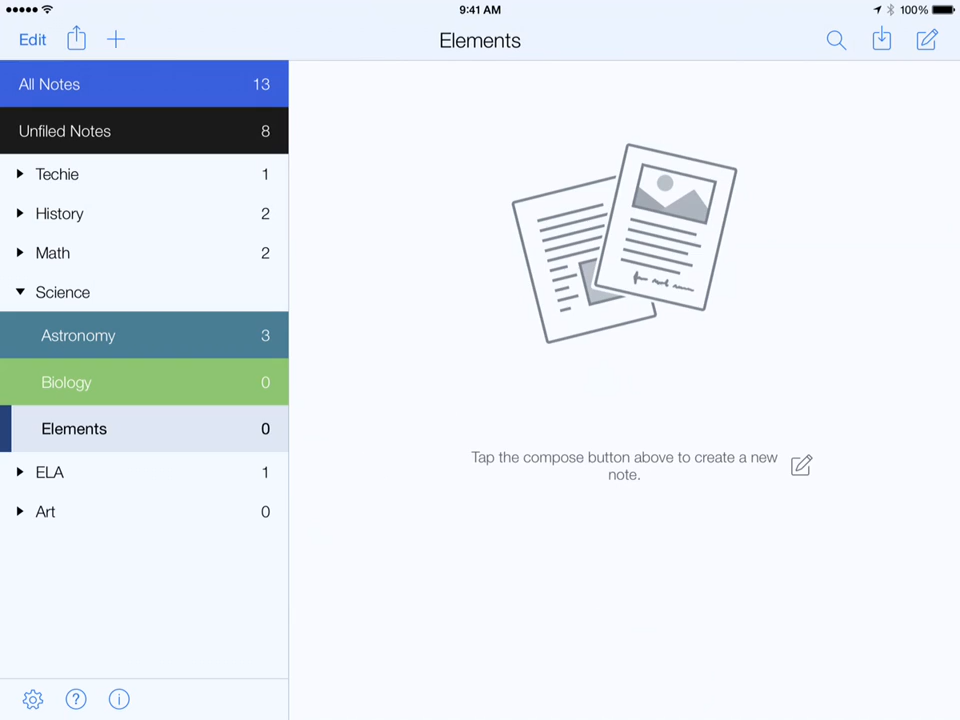 9:41 AM
100%
Edit
Elements
All Notes 13
Unfiled Notes 8
Techie 1
History 2
Math 2
Science
Astronomy 3
Biology 0
Elements 0
ELA 1
Art 0
Tap the compose button above to create a new
note.
?
i